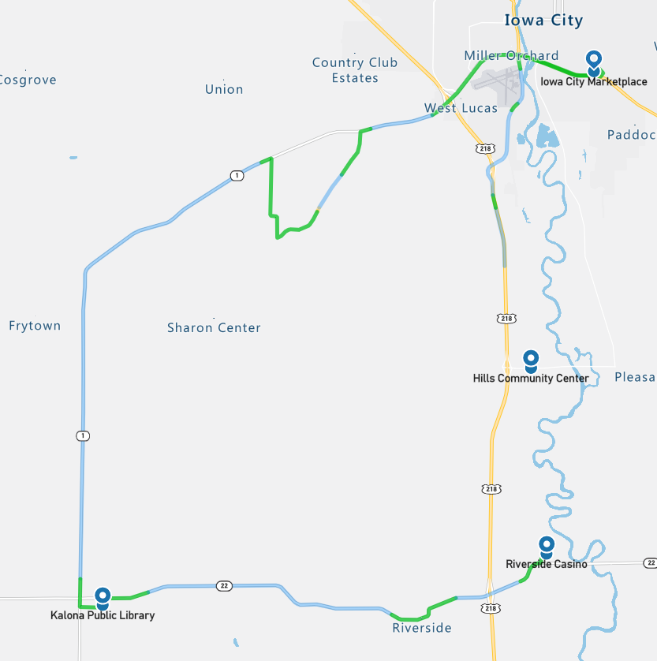 Iowa City
Miller Orchard
Country Club
Estates
Cosgrove
Union
Iowa City Marketplace
West Lucas
Paddoc
218
1
218
Frytown
Sharon Center
Hills Community Center
Pleasa
1
218
Riverside Casino
22
22
Kalona Public Library
218
Riverside